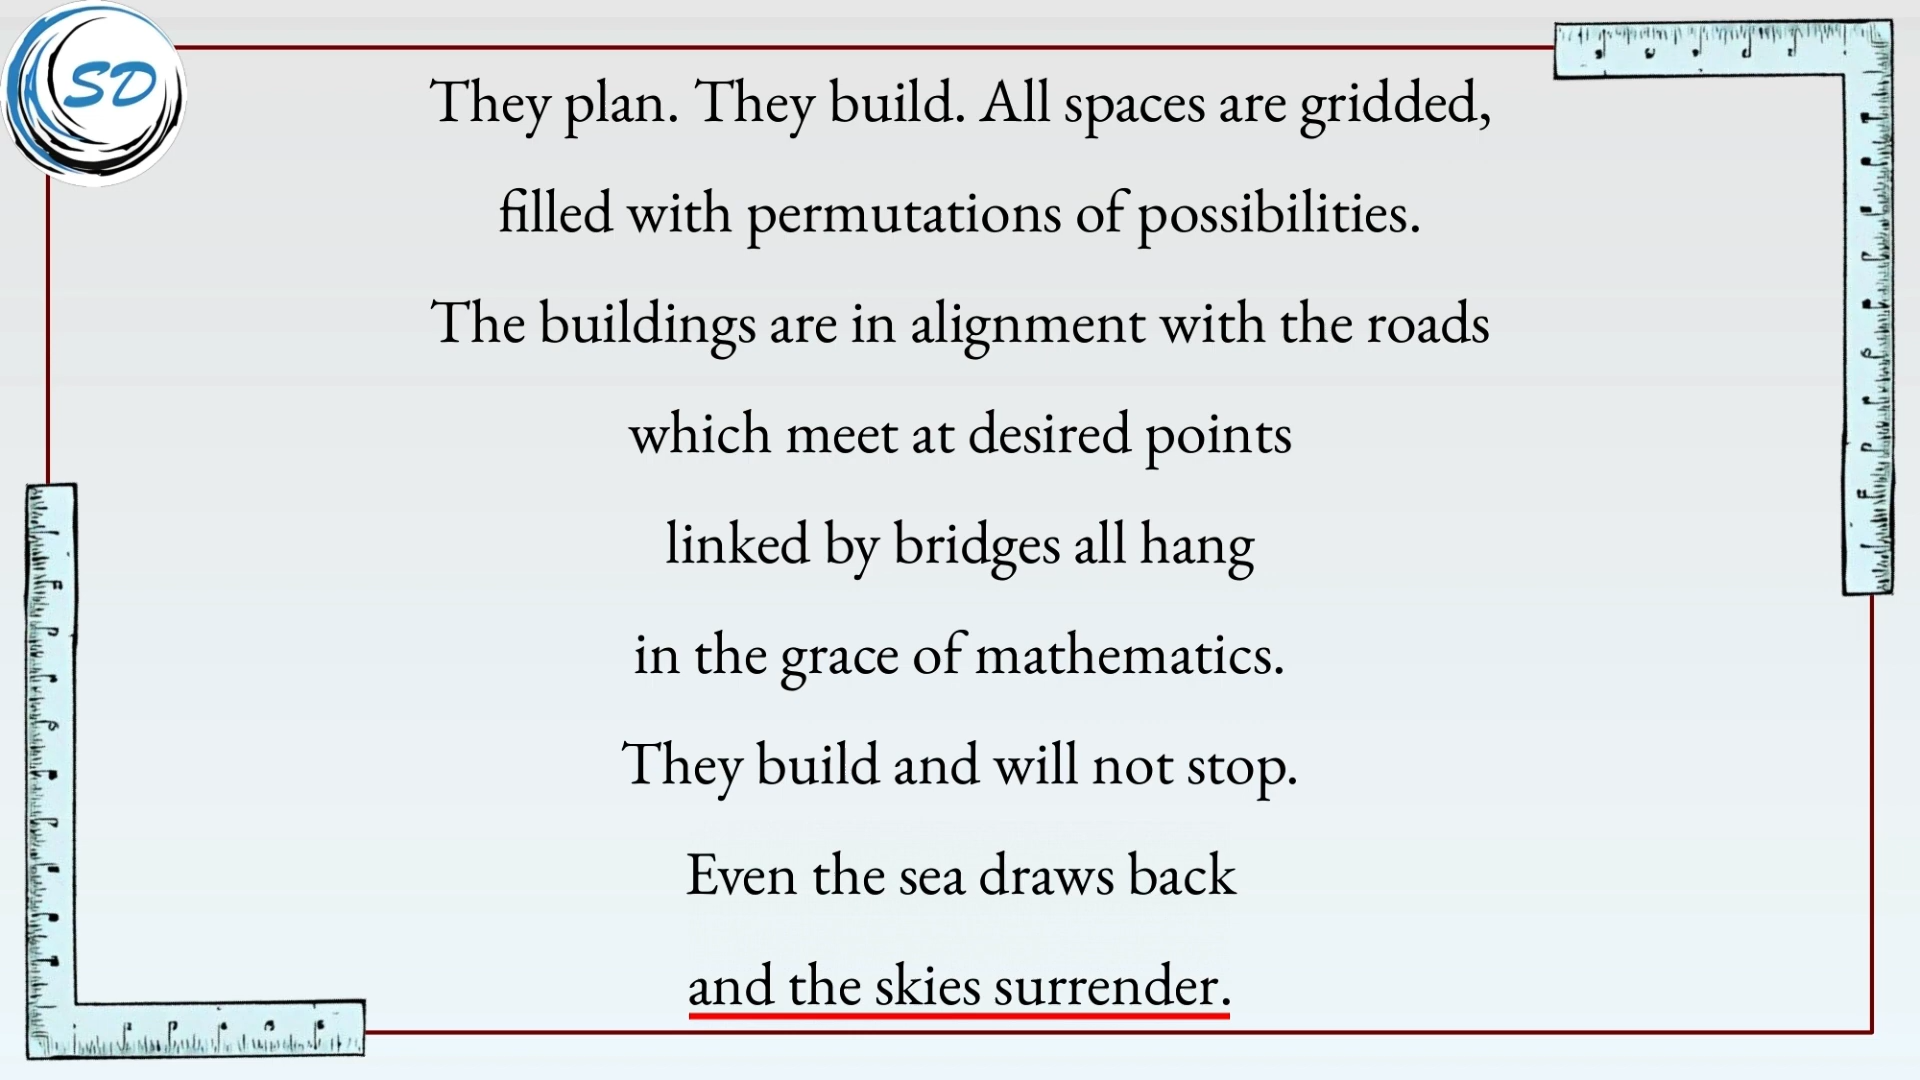 SD
They plan. They build. All spaces are gridded,
filled with permutations of possibilities.
The buildings are in alignment with the roads
which meet at desired points
linked by bridges all hang
in the grace of mathematics.
They build and will not stop.
Even the sea draws back
and the skies surrender.